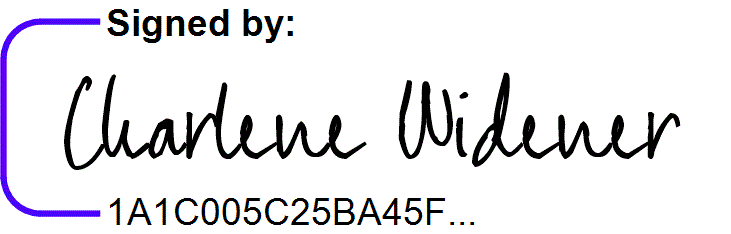 Signed by:
Charlene Widener
1A1C005C25BA45F...